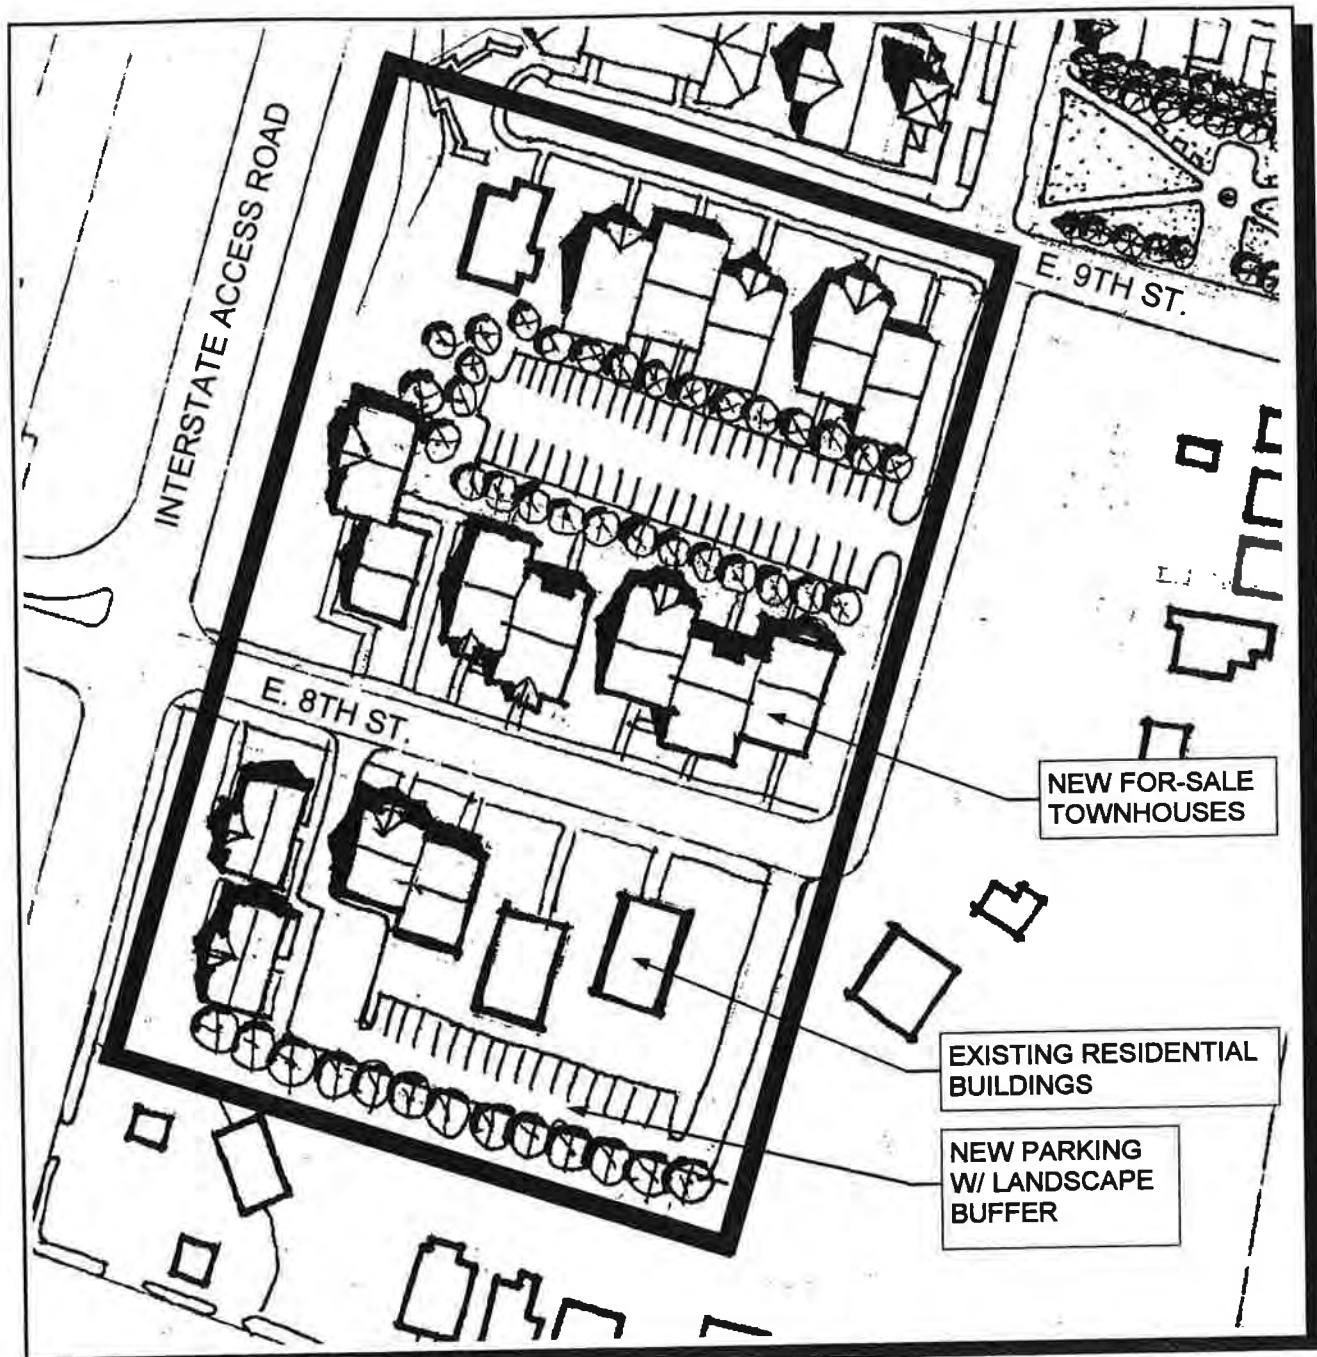 INTERSTATE ACCESS ROAD
E. 9TH ST.
E. 8TH ST.
NEW FOR-SALE
TOWNHOUSES
EXISTING RESIDENTIAL
BUILDINGS
NEW PARKING
W/ LANDSCAPE
BUFFER